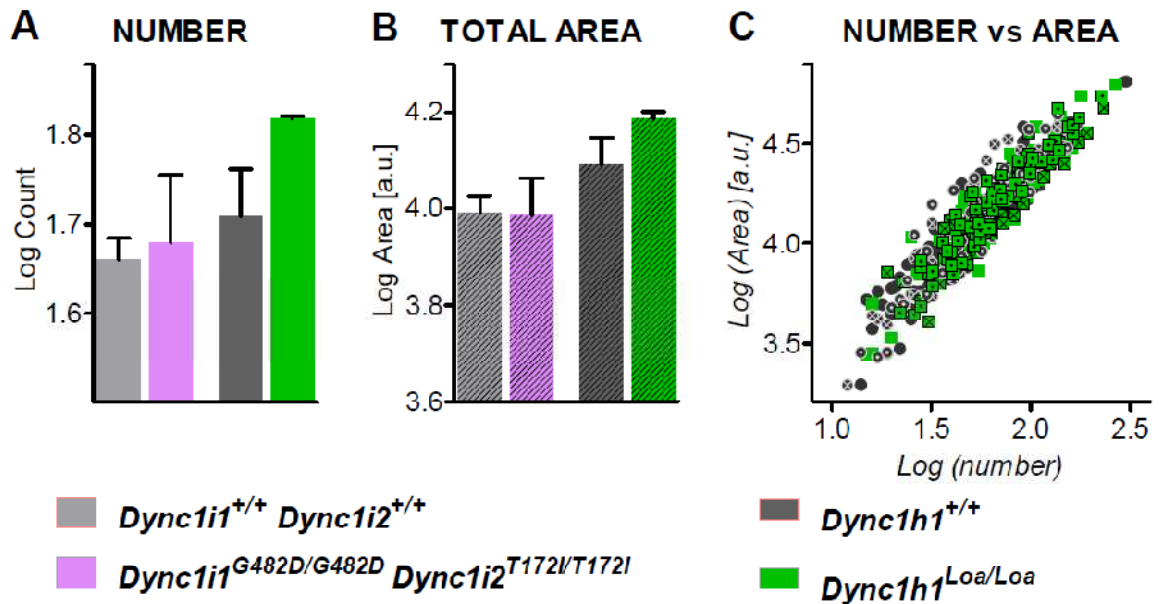 A NUMBER
B TOTAL AREA
C NUMBER vs AREA
Log Count
1.8
1.7
1.6
Log Area [a.u.]
4.2
4.0
3.8
3.6
Log (Area) [a.u.]
4.5
4.0
3.5
1.0 1.5 2.0 2.5
Log (number)
Dync1i1+/+ Dync1i2+/+
Dync1h1+/+
Dync1i1G482D/G482D Dync1i2T172I/T172I
Dync1h1Loa/Loa